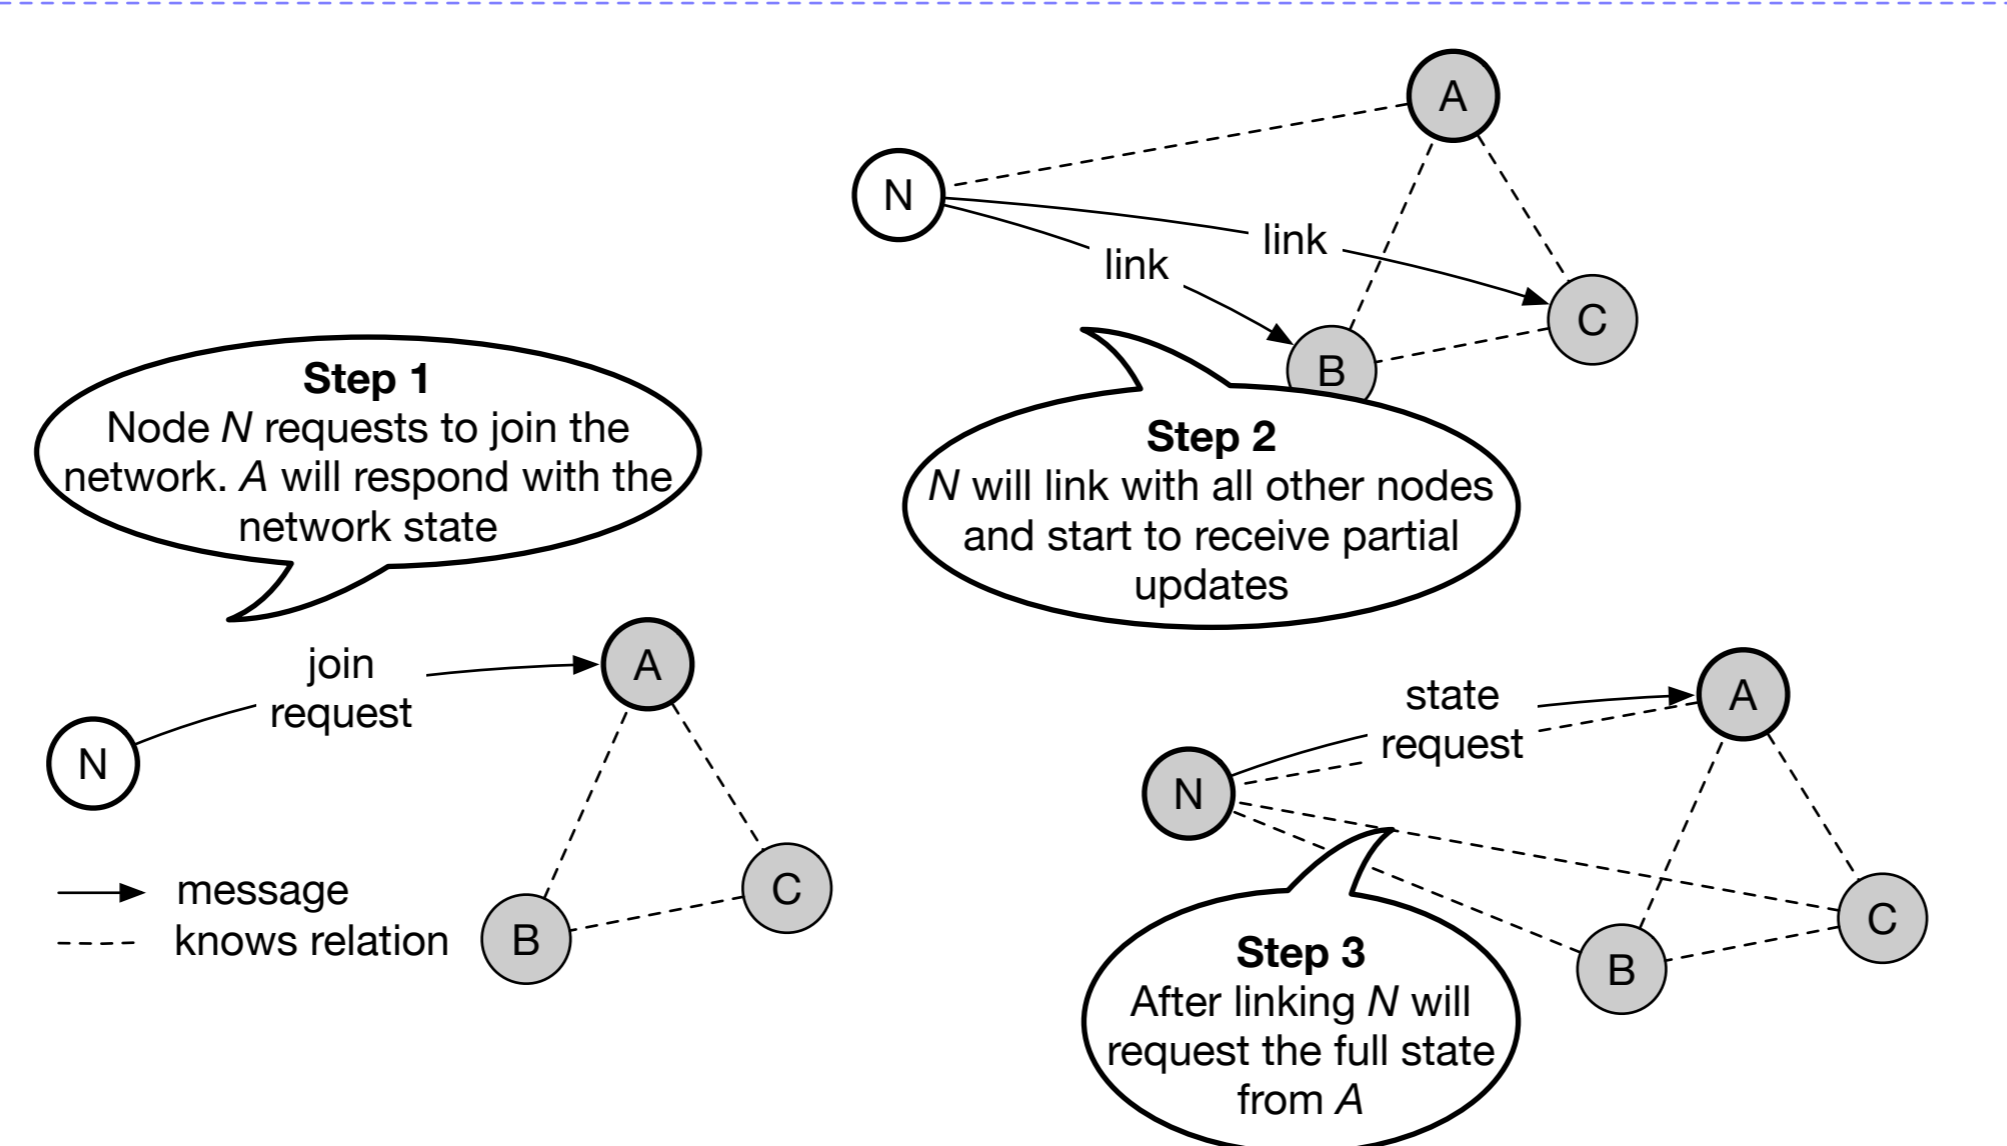 Step 1
Node N requests to join the
network. A will respond with the
network state
join
request
A
N
B
C
message
knows relation
A
N
link
link
C
B
Step 2
N will link with all other nodes
and start to receive partial
updates
state
request
A
N
C
B
Step 3
After linking N will
request the full state
from A